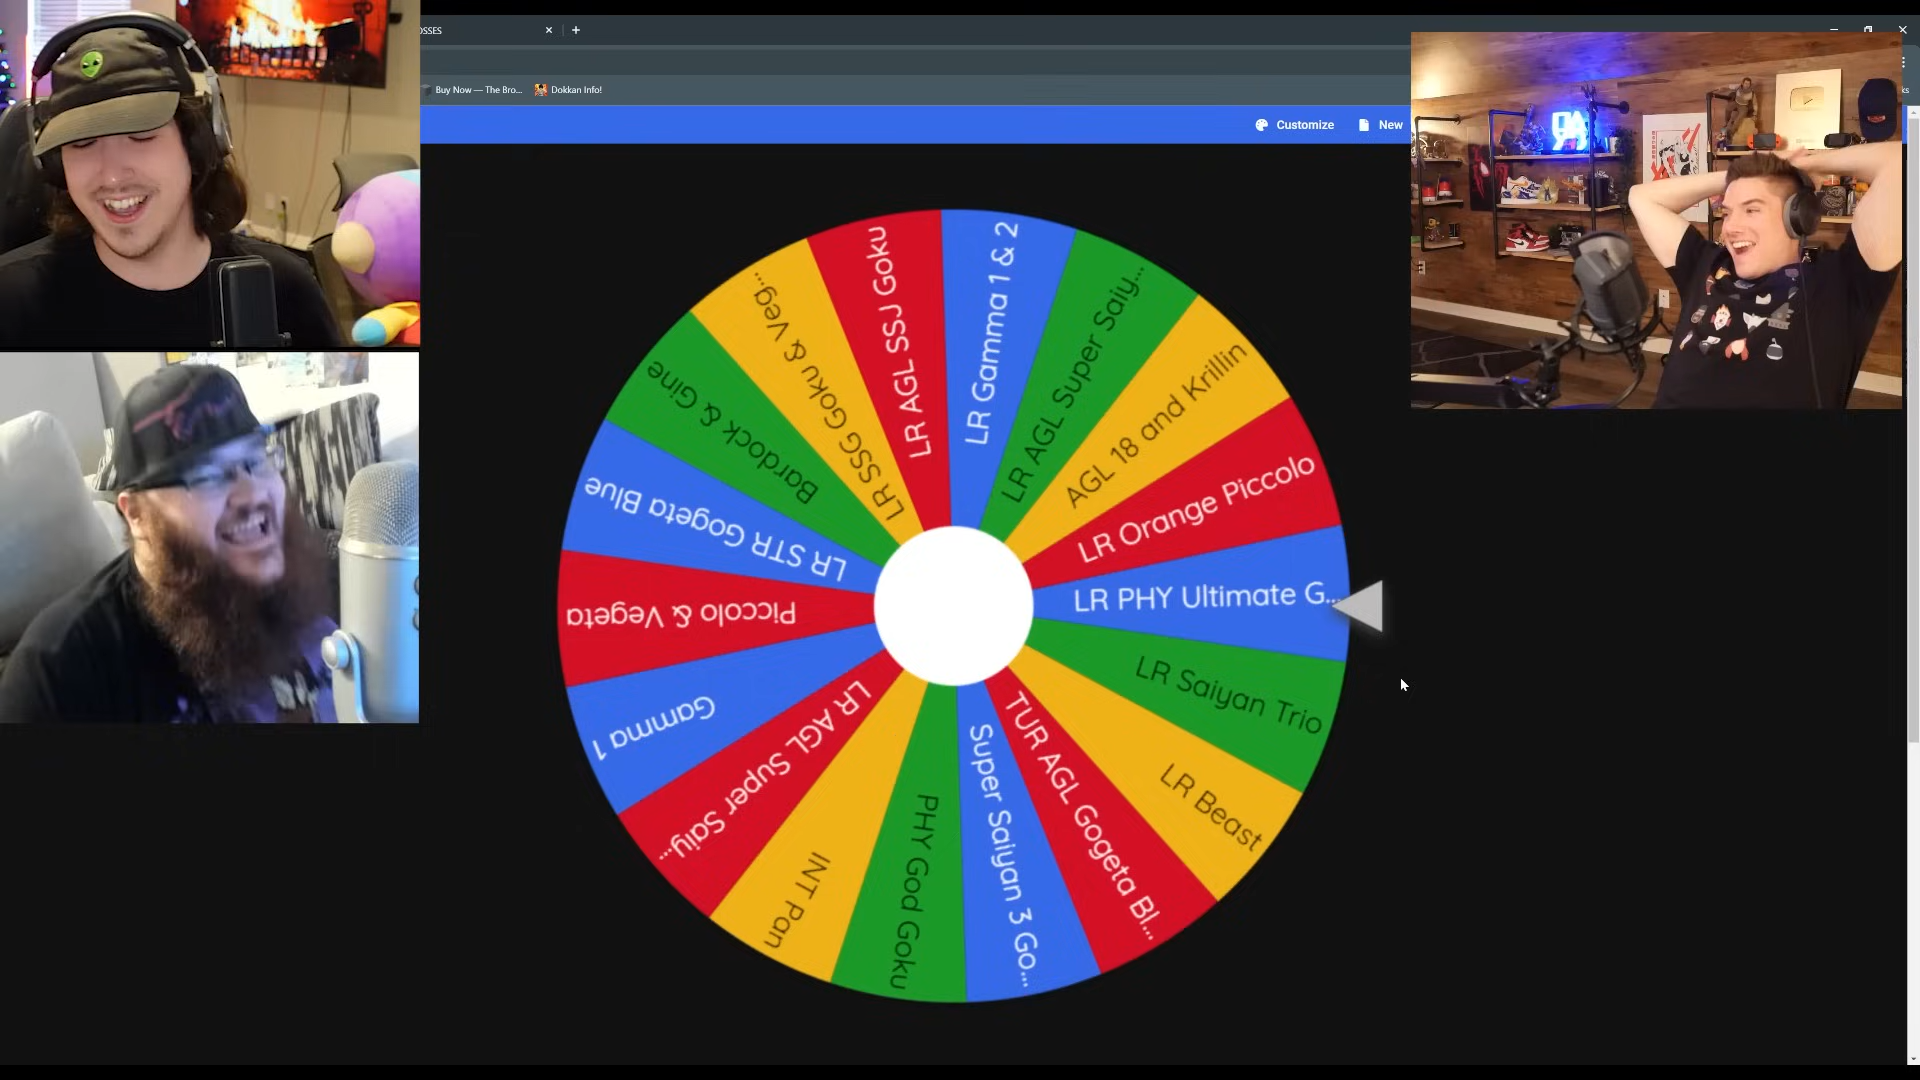 OSSES
Buy Now — The Bro...
Dokkan Info!
Customize
New
ks
LR Gamma 1 & 2
LR AGL Super Saiy...
AGL 18 and Krillin
LR Orange Piccolo
LR PHY Ultimate G...
LR Saiyan Trio
LR Beast
TUR AGL Gogeta Bl...
Super Saiyan 3 Go...
PHY God Goku
INT Pan
LR AGL Super Saiy...
Gamma 1
Piccolo & Vegeta
LR STR Gogeta Blue
Bardock & Gine
LR SSG Goku & Veg...
LR AGL SSJ Goku